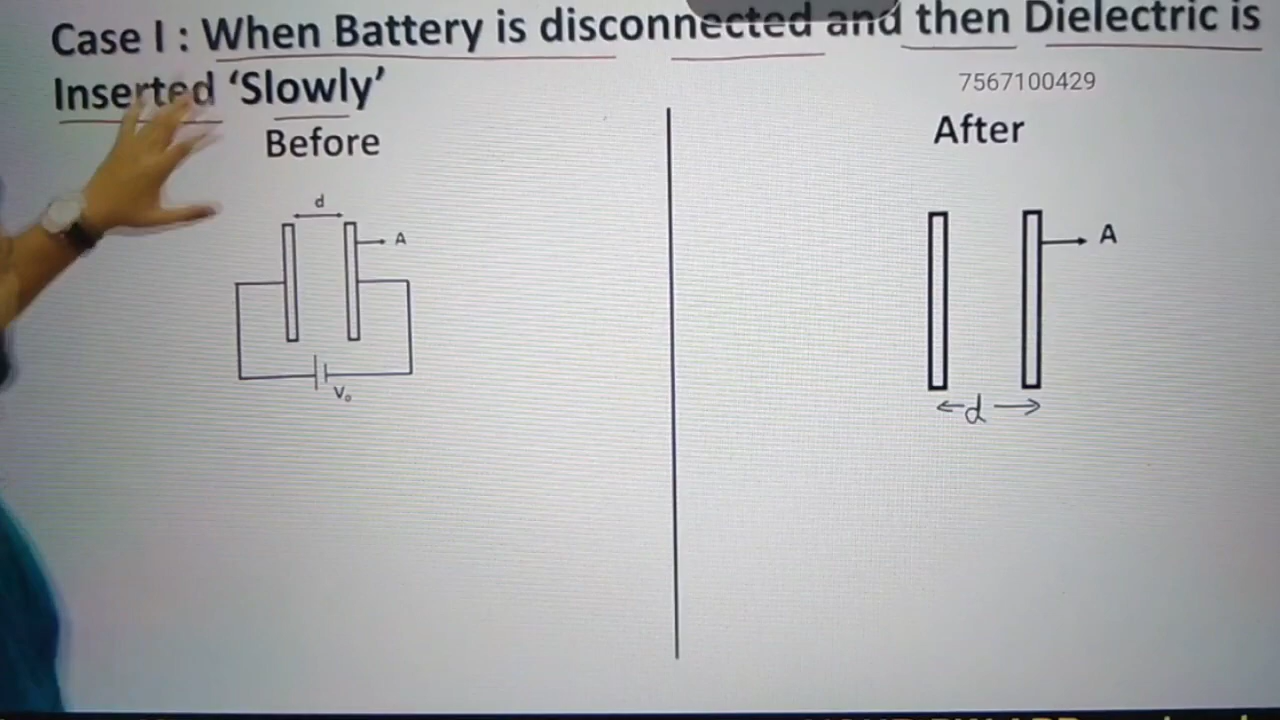 Case I : When Battery is disconnected and then Dielectric is
Inserted ‘Slowly’
7567100429
Before
After
d
A
A
V₀
d